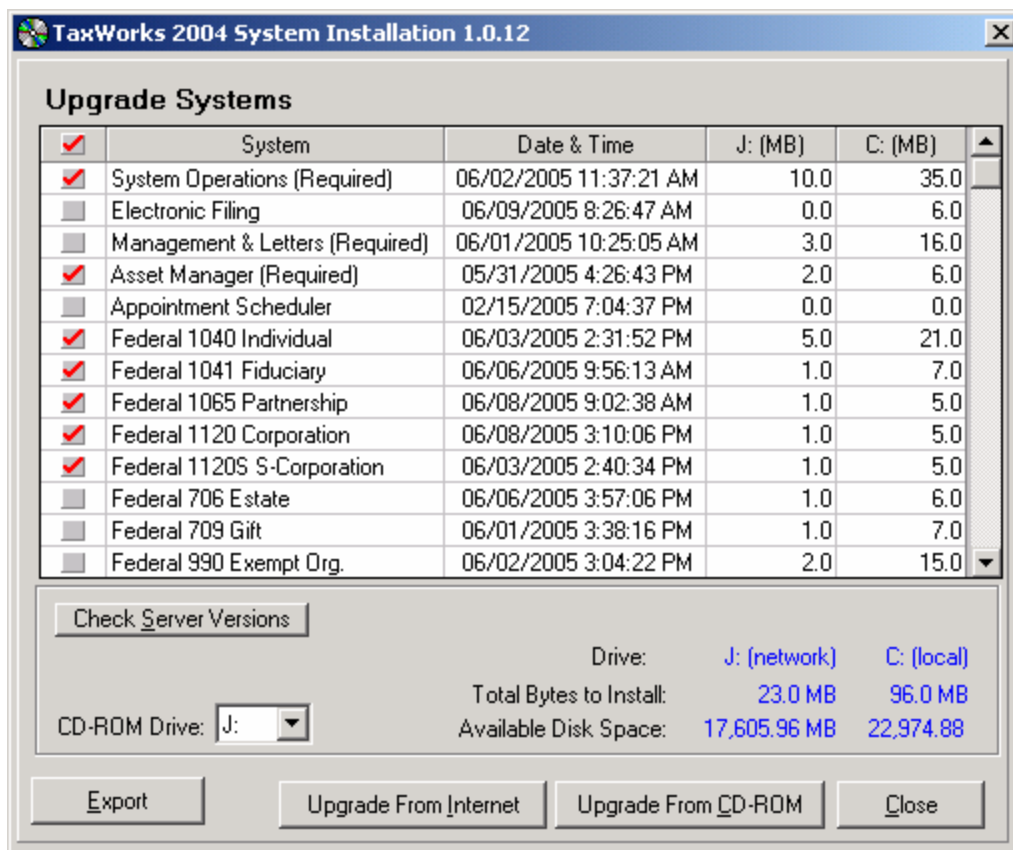 TaxWorks 2004 System Installation 1.0.12
Upgrade Systems
System Date & Time J: (MB) C: (MB)
System Operations (Required) 06/02/2005 11:37:21 AM 10.0 35.0
Electronic Filing 06/09/2005 8:26:47 AM 0.0 6.0
Management & Letters (Required) 06/01/2005 10:25:05 AM 3.0 16.0
Asset Manager (Required) 05/31/2005 4:26:43 PM 2.0 6.0
Appointment Scheduler 02/15/2005 7:04:37 PM 0.0 0.0
Federal 1040 Individual 06/03/2005 2:31:52 PM 5.0 21.0
Federal 1041 Fiduciary 06/06/2005 9:56:13 AM 1.0 7.0
Federal 1065 Partnership 06/08/2005 9:02:38 AM 1.0 5.0
Federal 1120 Corporation 06/08/2005 3:10:06 PM 1.0 5.0
Federal 1120S S-Corporation 06/03/2005 2:40:34 PM 1.0 5.0
Federal 706 Estate 06/06/2005 3:57:06 PM 1.0 6.0
Federal 709 Gift 06/01/2005 3:38:16 PM 1.0 7.0
Federal 990 Exempt Org. 06/02/2005 3:04:22 PM 2.0 15.0
Check Server Versions
Drive: J: (network) C: (local)
Total Bytes to Install: 23.0 MB 96.0 MB
CD-ROM Drive: J: Available Disk Space: 17,605.96 MB 22,974.88
Export Upgrade From Internet Upgrade From CD-ROM Close